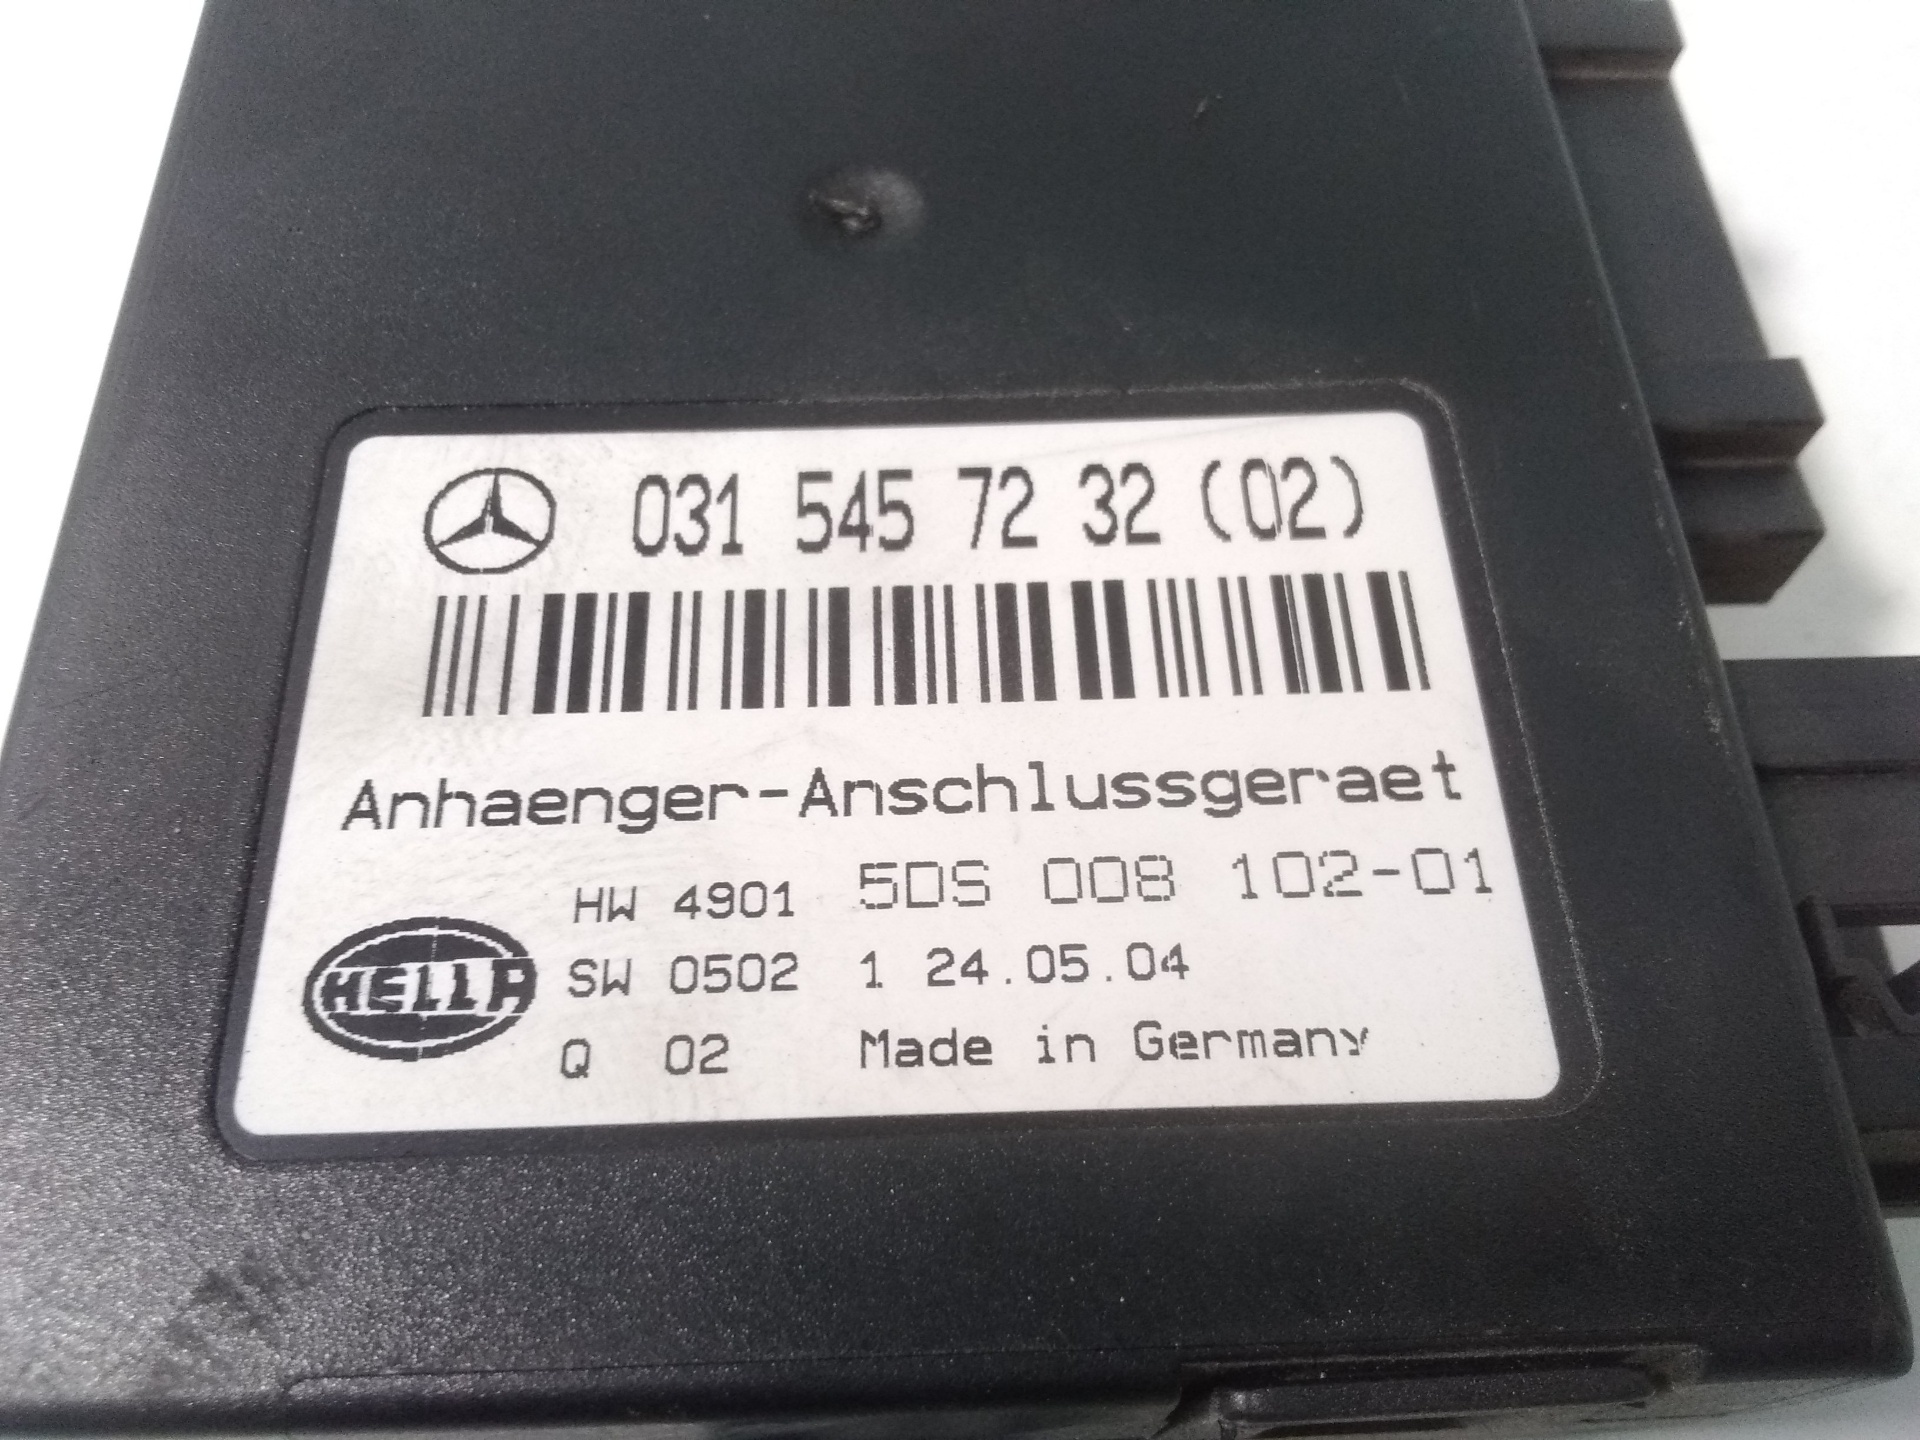 031 545 72 32 (02)
Anhaenger-Anschlussgeraet
HW 4901 5DS 008 102-01
HELLA
SW 0502 1 24.05.04
Q 02 Made in Germany